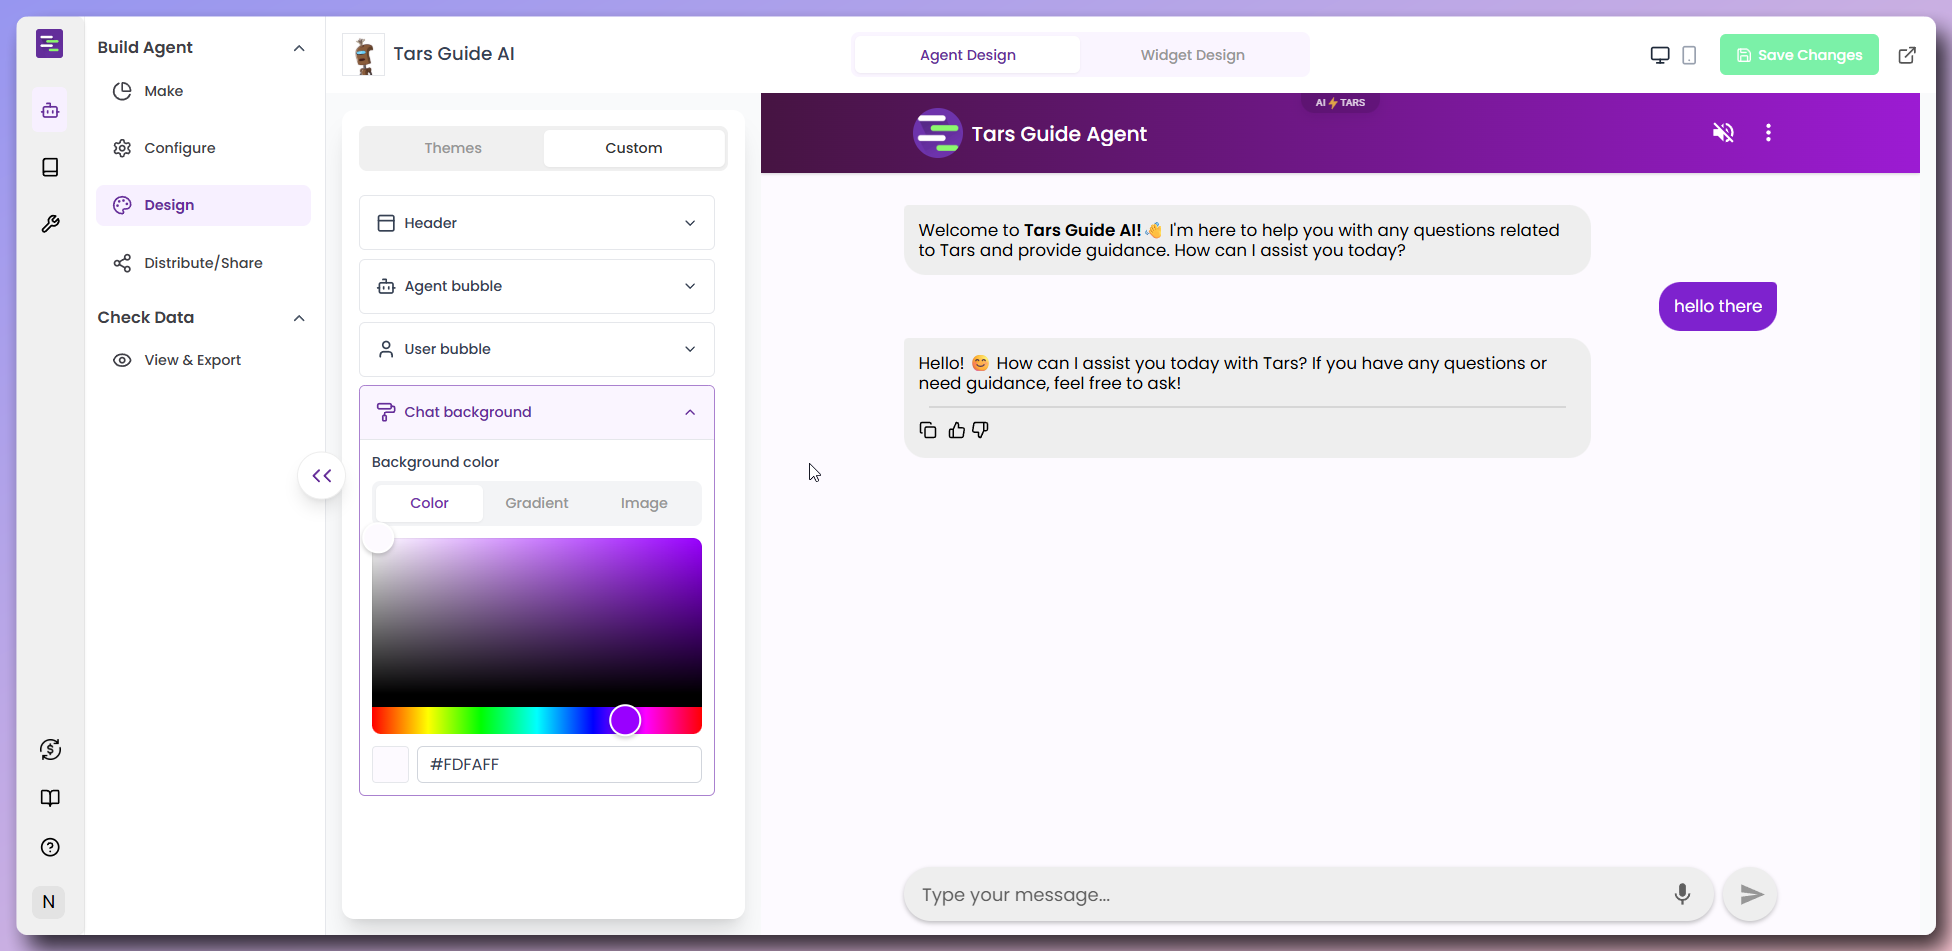 Build Agent
Make
Configure
Design
Distribute/Share
Check Data
View & Export
N
Tars Guide AI
Agent Design
Widget Design
Save Changes
Themes
Custom
Header
Agent bubble
User bubble
Chat background
Background color
Color
Gradient
Image
#FDFAFF
AI⚡TARS
Tars Guide Agent
Welcome to Tars Guide AI!👋 I'm here to help you with any questions related
to Tars and provide guidance. How can I assist you today?
hello there
Hello! 😊 How can I assist you today with Tars? If you have any questions or
need guidance, feel free to ask!
Type your message...